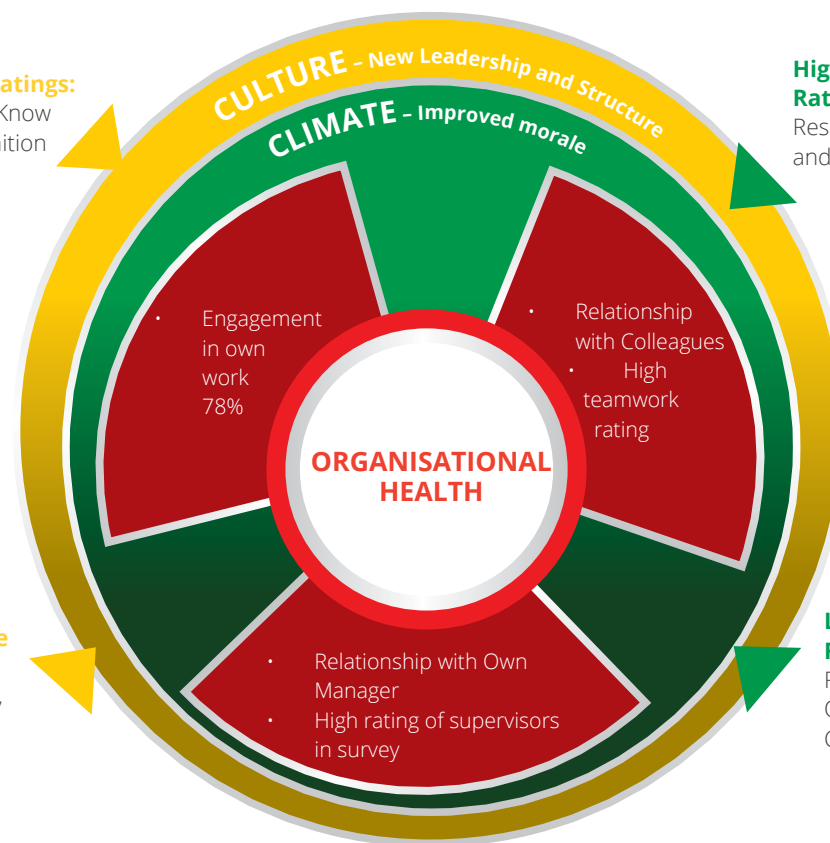 CULTURE – New Leadership and Structure
CLIMATE – Improved morale
atings:
Know
nition
Hig
Rat
Res
and
• Engagement
in own
work
78%
• Relationship
with Colleagues
• High
teamwork
rating
ORGANISATIONAL
HEALTH
• Relationship with Own
Manager
• High rating of supervisors
in survey
e